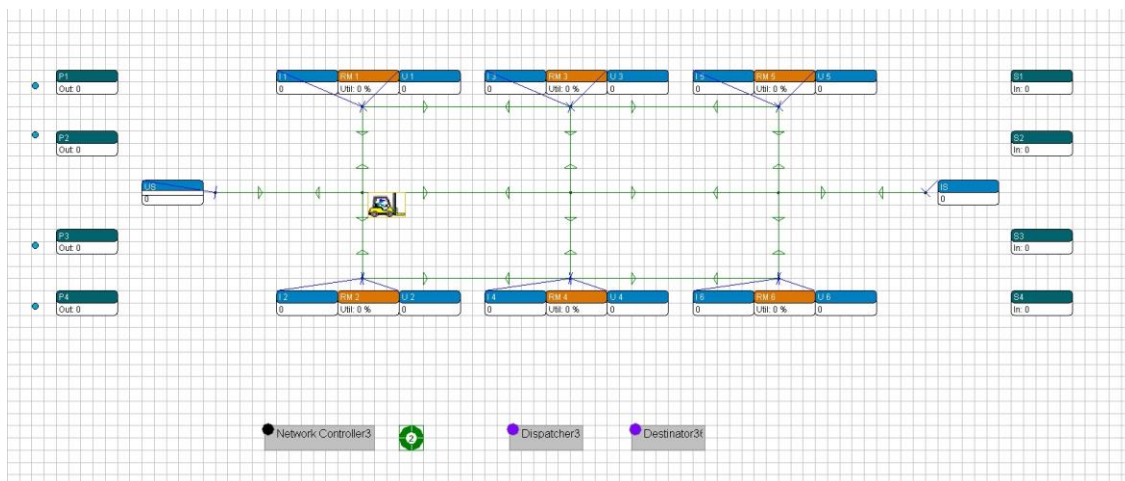 P1
Out: 0
I 1
0
RM 1
Util: 0 %
U 1
0
I 3
0
RM 3
Util: 0 %
U 3
0
I 5
0
RM 5
Util: 0 %
U 5
0
S1
In: 0
P2
Out: 0
S2
In: 0
US
0
IS
0
P3
Out: 0
S3
In: 0
P4
Out: 0
I 2
0
RM 2
Util: 0 %
U 2
0
I 4
0
RM 4
Util: 0 %
U 4
0
I 6
0
RM 6
Util: 0 %
U 6
0
S4
In: 0
Network Controller3
2
Dispatcher3